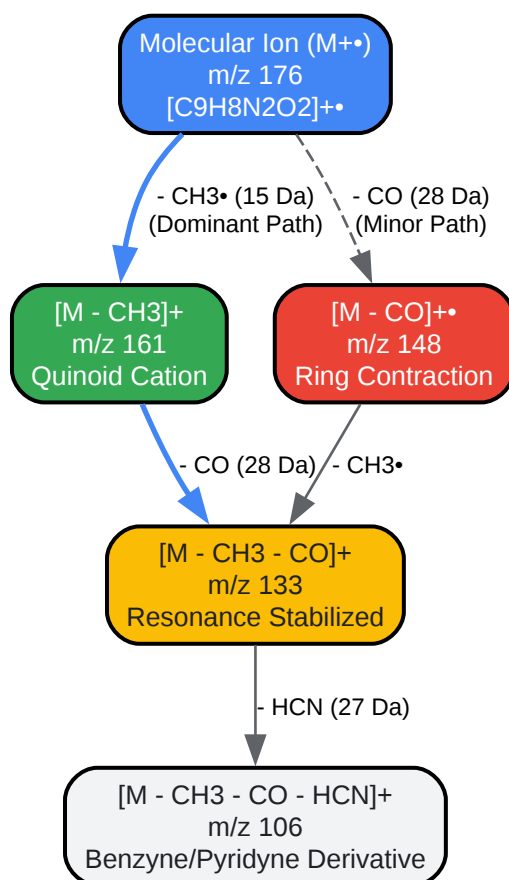 Molecular Ion (M+•)
m/z 176
[C9H8N2O2]+•
- CH3• (15 Da)
(Dominant Path)
- CO (28 Da)
(Minor Path)
[M - CH3]+
m/z 161
Quinoid Cation
[M - CO]+•
m/z 148
Ring Contraction
- CO (28 Da)
- CH3•
[M - CH3 - CO]+
m/z 133
Resonance Stabilized
- HCN (27 Da)
[M - CH3 - CO - HCN]+
m/z 106
Benzyne/Pyridyne Derivative